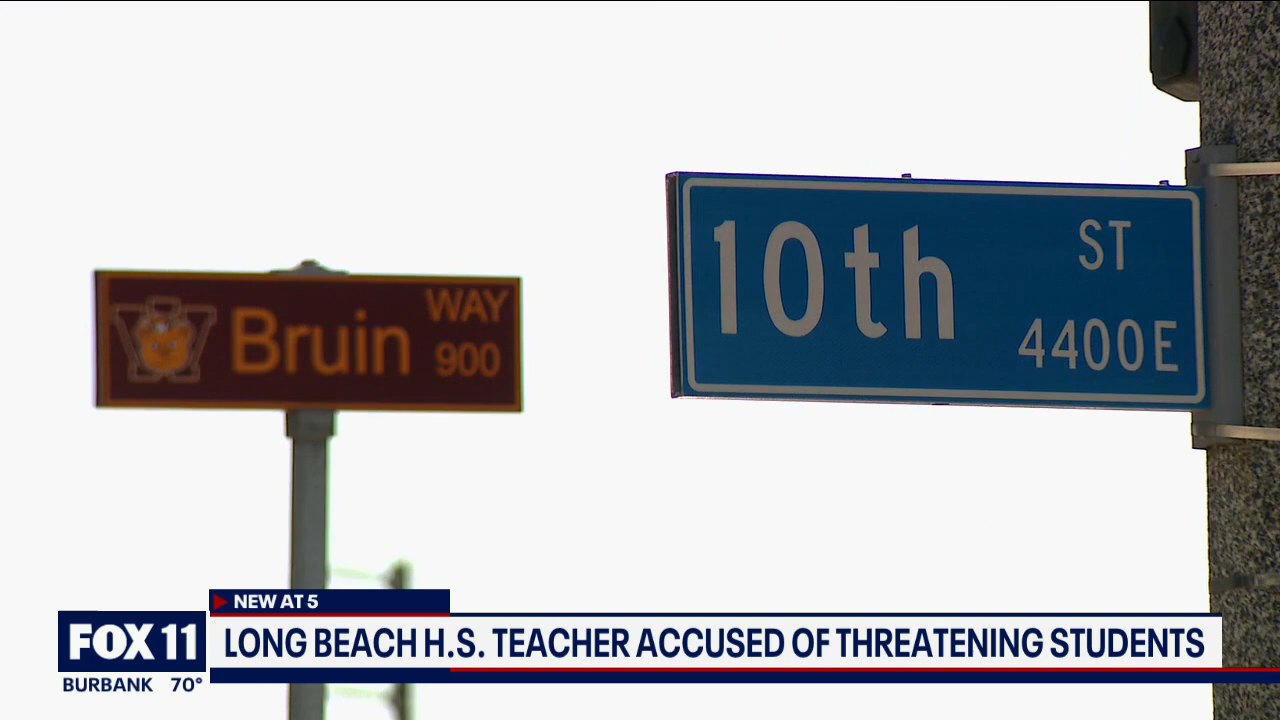 WAY
Bruin
900
W
10th
ST
4400E
NEW AT 5
FOX 11
LONG BEACH H.S. TEACHER ACCUSED OF THREATENING STUDENTS
BURBANK 70°